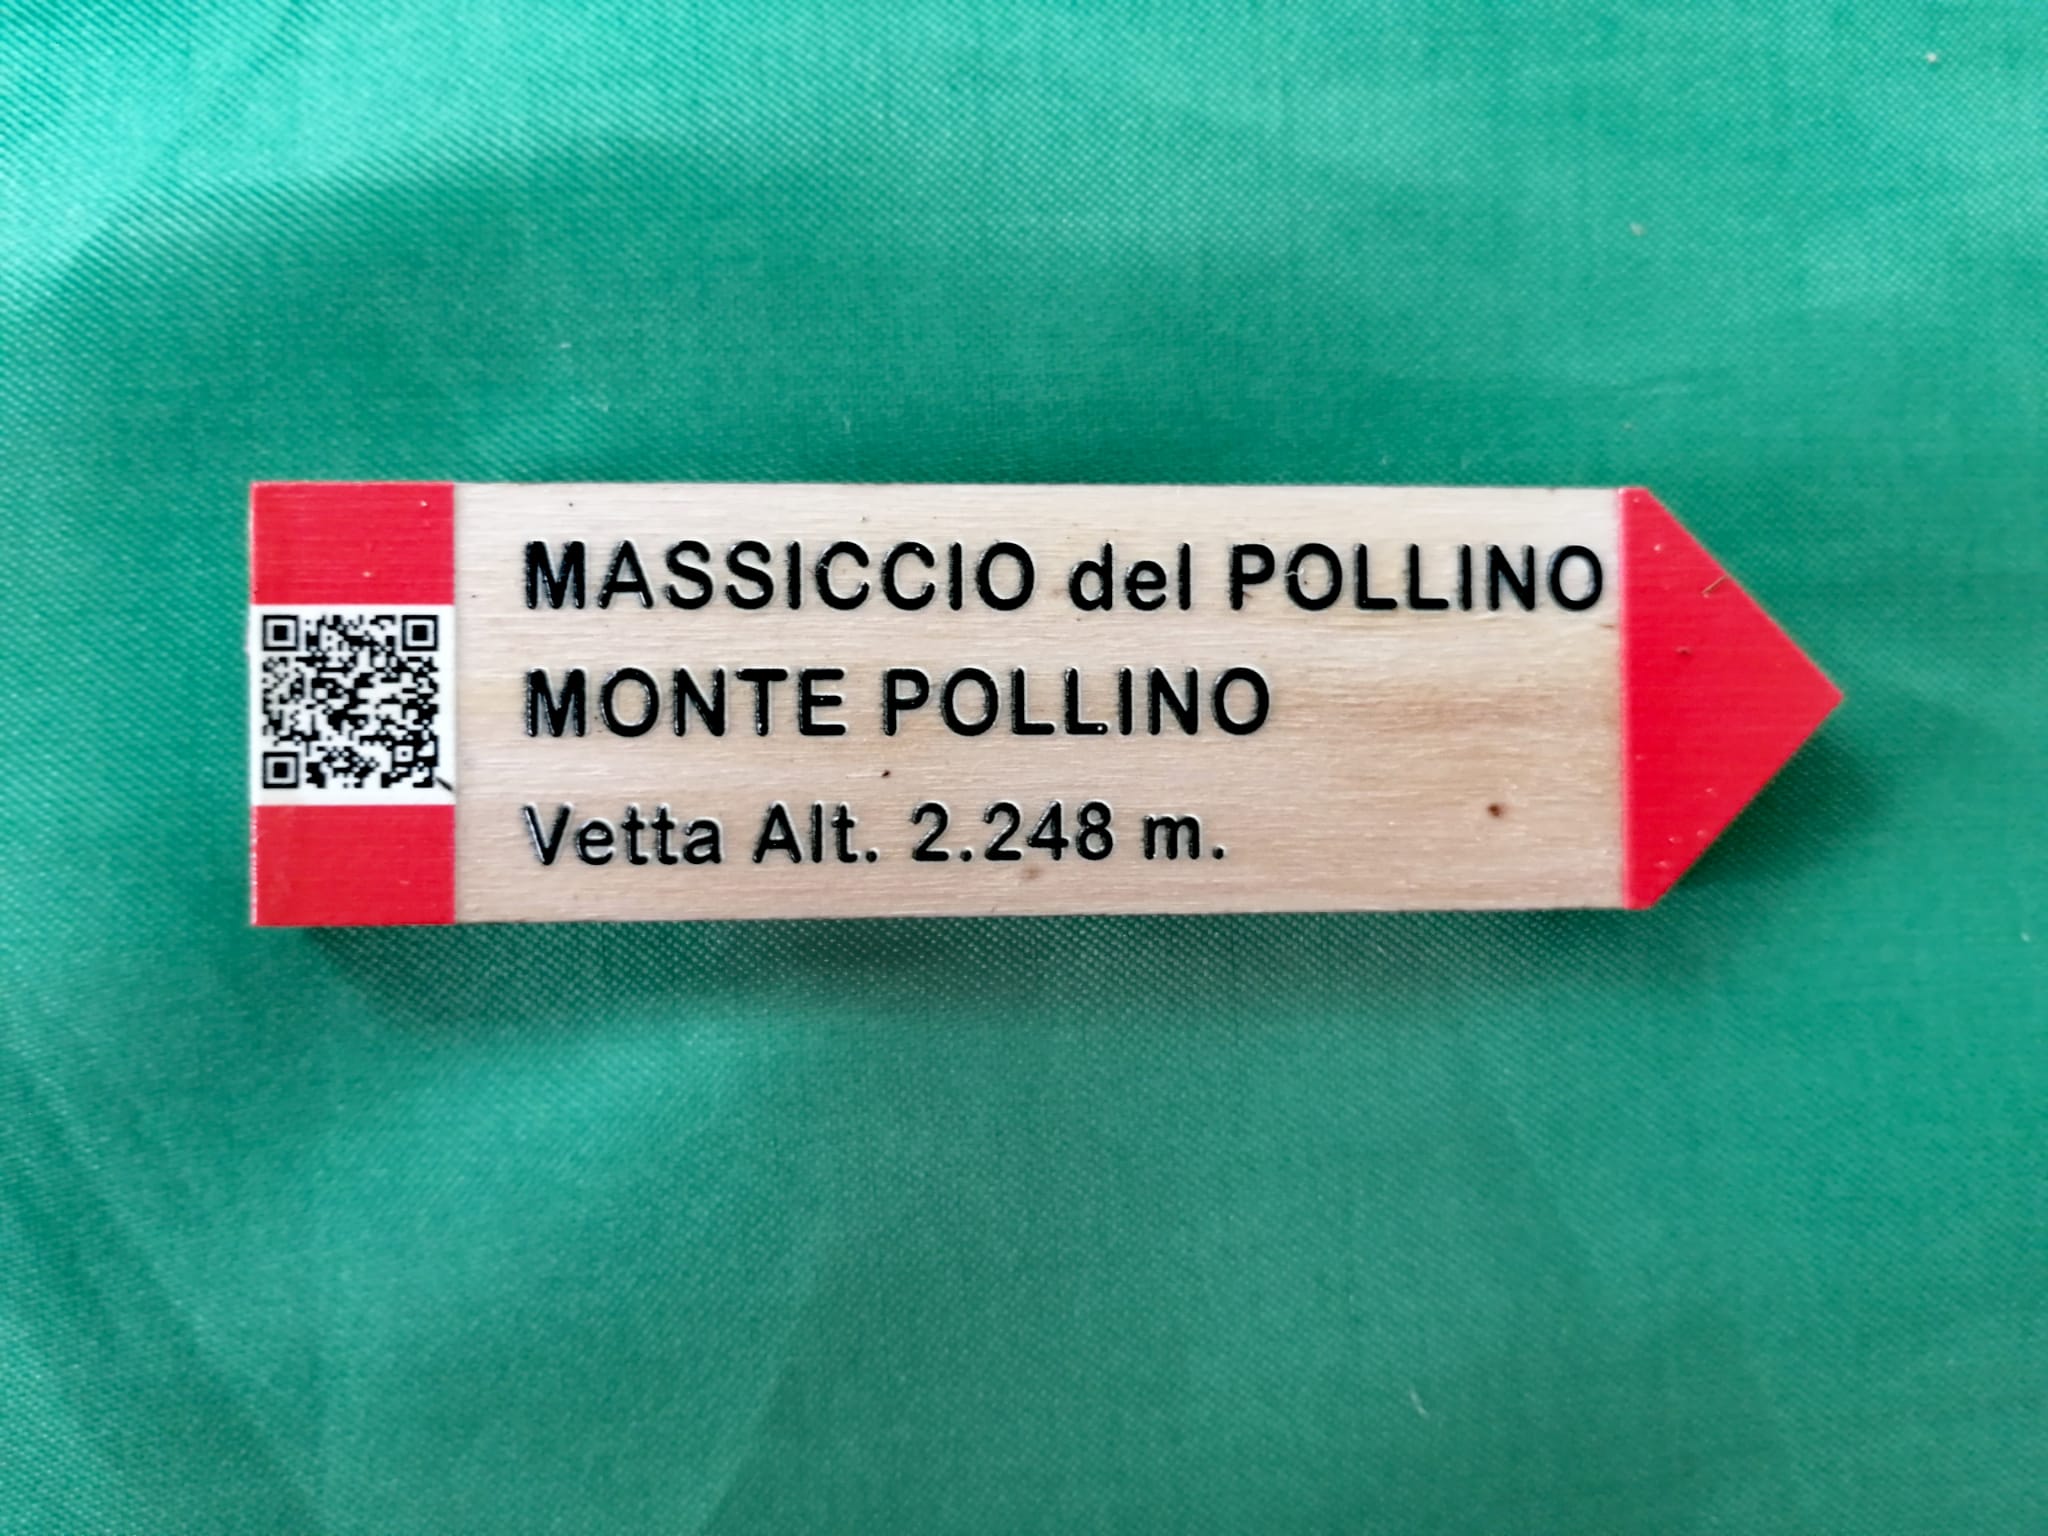 MASSICCIO del POLLINO
MONTE POLLINO
Vetta Alt. 2.248 m.